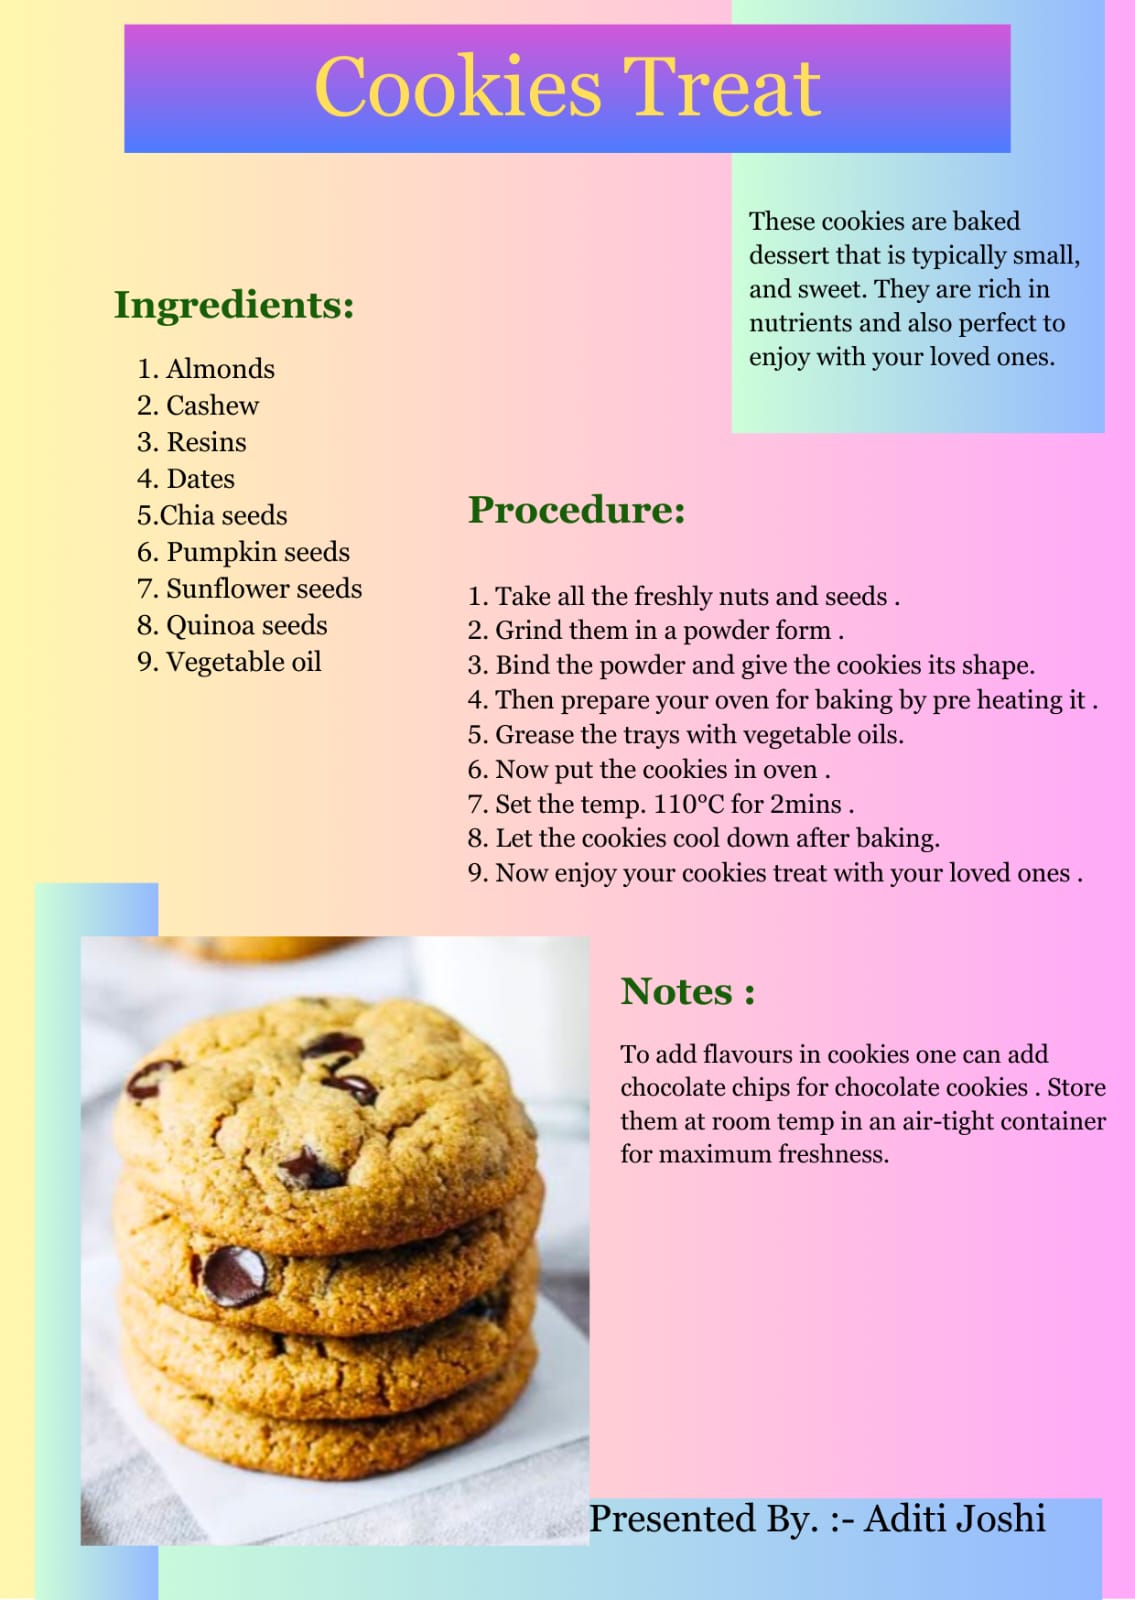 Cookies Treat
These cookies are baked
dessert that is typically small,
and sweet. They are rich in
nutrients and also perfect to
enjoy with your loved ones.
Ingredients:
1. Almonds
2. Cashew
3. Resins
4. Dates
5.Chia seeds
6. Pumpkin seeds
7. Sunflower seeds
8. Quinoa seeds
9. Vegetable oil
Procedure:
1. Take all the freshly nuts and seeds .
2. Grind them in a powder form .
3. Bind the powder and give the cookies its shape.
4. Then prepare your oven for baking by pre heating it .
5. Grease the trays with vegetable oils.
6. Now put the cookies in oven .
7. Set the temp. 110°C for 2mins .
8. Let the cookies cool down after baking.
9. Now enjoy your cookies treat with your loved ones .
Notes :
To add flavours in cookies one can add
chocolate chips for chocolate cookies . Store
them at room temp in an air-tight container
for maximum freshness.
Presented By. :- Aditi Joshi